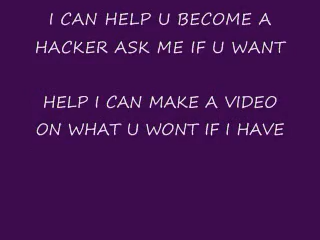 I CAN HELP U BECOME A
HACKER ASK ME IF U WANT
HELP I CAN MAKE A VIDEO
ON WHAT U WONT IF I HAVE